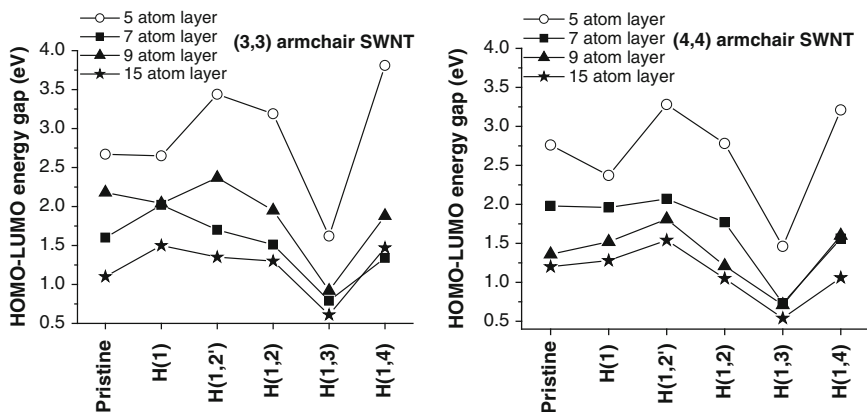 5 atom layer
7 atom layer
9 atom layer
15 atom layer
(3,3) armchair SWNT
HOMO-LUMO energy gap (eV)
4.0
3.5
3.0
2.5
2.0
1.5
1.0
0.5
Pristine
H(1)
H(1,2')
H(1,2)
H(1,3)
H(1,4)
5 atom layer
7 atom layer
9 atom layer
15 atom layer
(4,4) armchair SWNT
HOMO-LUMO energy gap (eV)
4.0
3.5
3.0
2.5
2.0
1.5
1.0
0.5
Pristine
H(1)
H(1,2')
H(1,2)
H(1,3)
H(1,4)